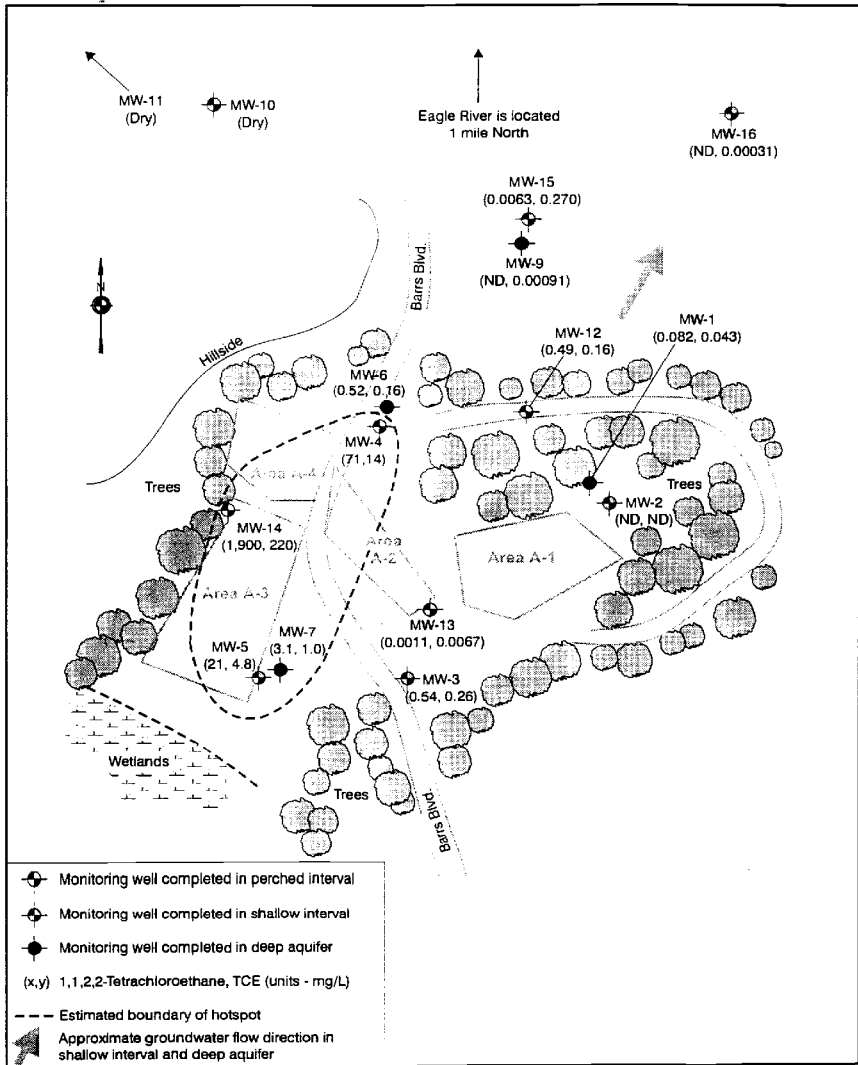 MW-11
(Dry)
MW-10
(Dry)
Eagle River is located
1 mile North
MW-16
(ND, 0.00031)
MW-15
(0.0063, 0.270)
MW-9
(ND, 0.00091)
Barrs Blvd.
N
Hillside
MW-1
(0.082, 0.043)
MW-12
(0.49, 0.16)
MW-6
(0.52, 0.16)
MW-4
(71,14)
Area A-4
Trees
Trees
MW-2
(ND, ND)
MW-14
(1,900, 220)
Area
A-2
Area A-1
Area A-3
MW-13
(0.0011, 0.0067)
MW-5
(21, 4.8)
MW-7
(3.1, 1.0)
MW-3
(0.54, 0.26)
Wetlands
Trees
Barrs Blvd.
Monitoring well completed in perched interval
Monitoring well completed in shallow interval
Monitoring well completed in deep aquifer
(x,y) 1,1,2,2-Tetrachloroethane, TCE (units - mg/L)
Estimated boundary of hotspot
Approximate groundwater flow direction in
shallow interval and deep aquifer